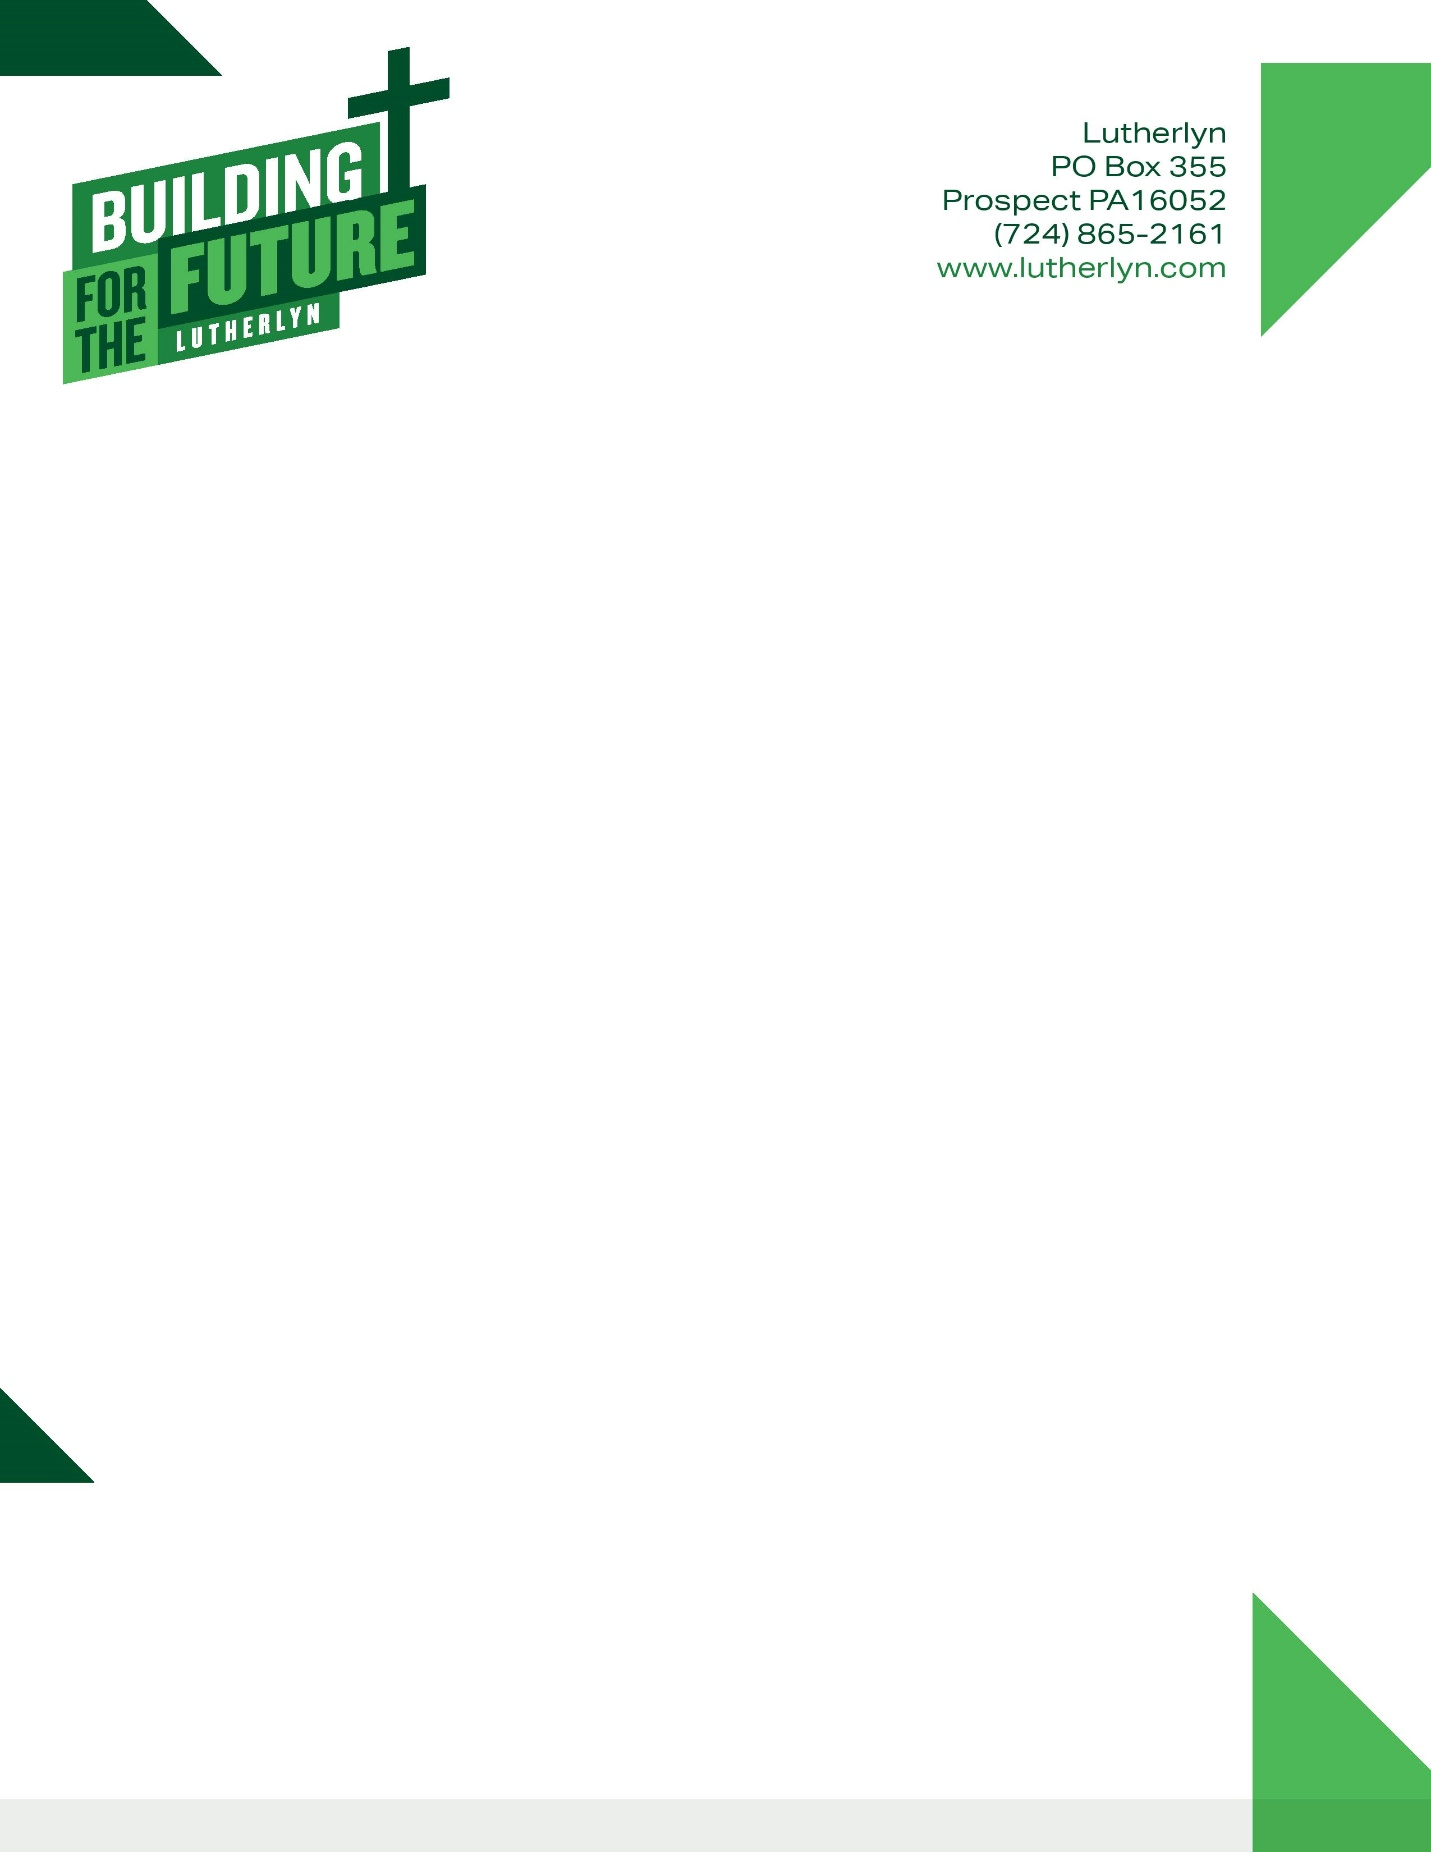 BUILDING
FOR THE
FUTURE
LUTHERLYN
Lutherlyn
PO Box 355
Prospect PA16052
(724) 865-2161
www.lutherlyn.com